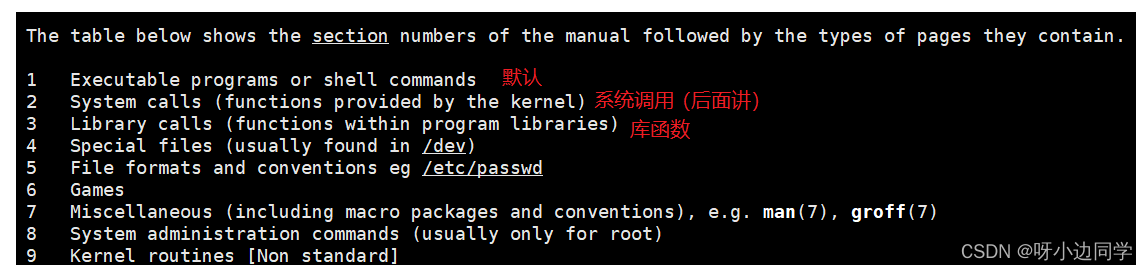 The table below shows the section numbers of the manual followed by the types of pages they contain.
1 Executable programs or shell commands 默认
2 System calls (functions provided by the kernel) 系统调用（后面讲）
3 Library calls (functions within program libraries) 库函数
4 Special files (usually found in /dev)
5 File formats and conventions eg /etc/passwd
6 Games
7 Miscellaneous (including macro packages and conventions), e.g. man(7), groff(7)
8 System administration commands (usually only for root)
9 Kernel routines [Non standard]
CSDN @呀小边同学